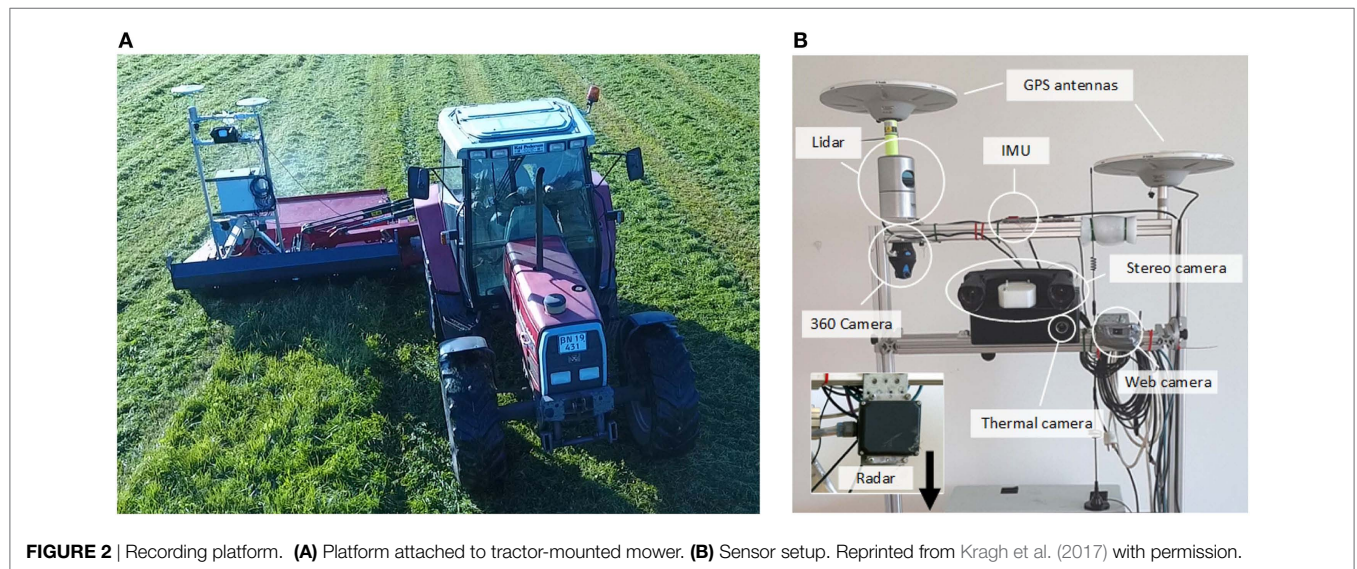 A
B
BN 19
431
GPS antennas
Lidar
IMU
Stereo camera
360 Camera
Web camera
Thermal camera
Radar
FIGURE 2 | Recording platform. (A) Platform attached to tractor-mounted mower. (B) Sensor setup. Reprinted from Kragh et al. (2017) with permission.